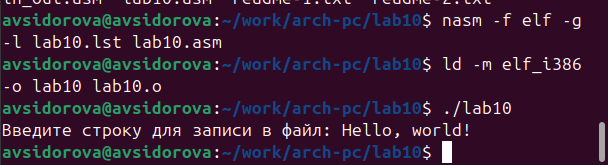 avsidorova@avsidorova:~/work/arch-pc/lab10$ nasm -f elf -g
-l lab10.lst lab10.asm
avsidorova@avsidorova:~/work/arch-pc/lab10$ ld -m elf_i386
-o lab10 lab10.o
avsidorova@avsidorova:~/work/arch-pc/lab10$ ./lab10
Введите строку для записи в файл: Hello, world!
avsidorova@avsidorova:~/work/arch-pc/lab10$